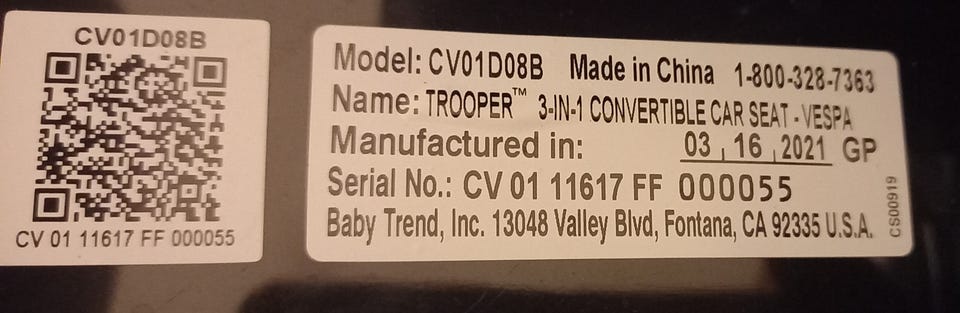 CV01D08B
CV 01 11617 FF 000055
Model: CV01D08B Made in China 1-800-328-7363
Name: TROOPER™ 3-IN-1 CONVERTIBLE CAR SEAT - VESPA
Manufactured in: 03 , 16 , 2021 GP
Serial No.: CV 01 11617 FF 000055
Baby Trend, Inc. 13048 Valley Blvd, Fontana, CA 92335 U.S.A.
CS00919